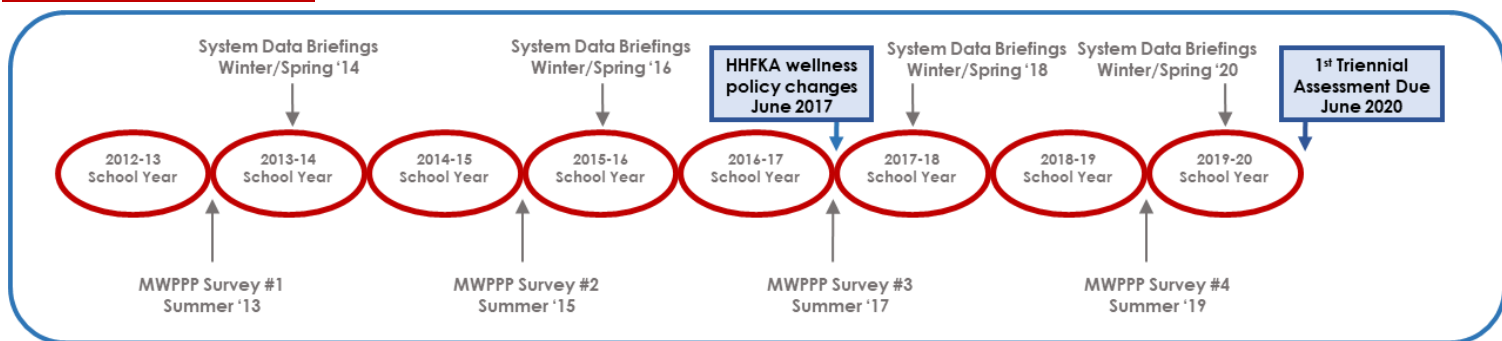 System Data Briefings
Winter/Spring ‘14
System Data Briefings
Winter/Spring ‘16
HHFKA wellness
policy changes
June 2017
System Data Briefings
Winter/Spring ‘18
System Data Briefings
Winter/Spring ‘20
1st Triennial
Assessment Due
June 2020
2012-13
School Year
2013-14
School Year
2014-15
School Year
2015-16
School Year
2016-17
School Year
2017-18
School Year
2018-19
School Year
2019-20
School Year
MWPPP Survey #1
Summer ‘13
MWPPP Survey #2
Summer ‘15
MWPPP Survey #3
Summer ‘17
MWPPP Survey #4
Summer ‘19